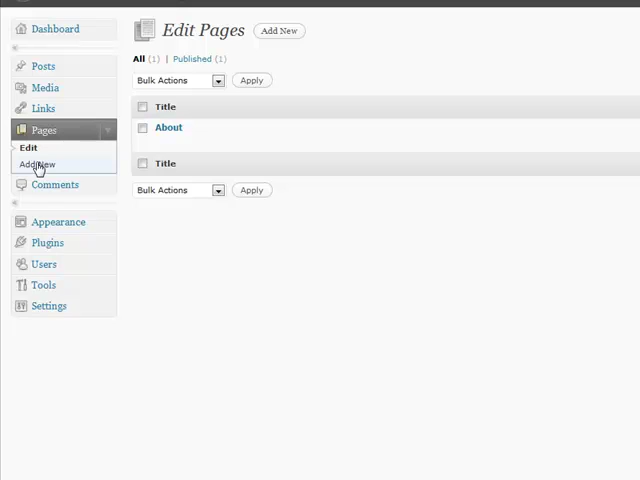 Dashboard
Posts
Media
Links
Pages
Edit
Add New
Comments
Appearance
Plugins
Users
Tools
Settings
Edit Pages Add New
All (1) | Published (1)
Bulk Actions Apply
Title
About
Title
Bulk Actions Apply